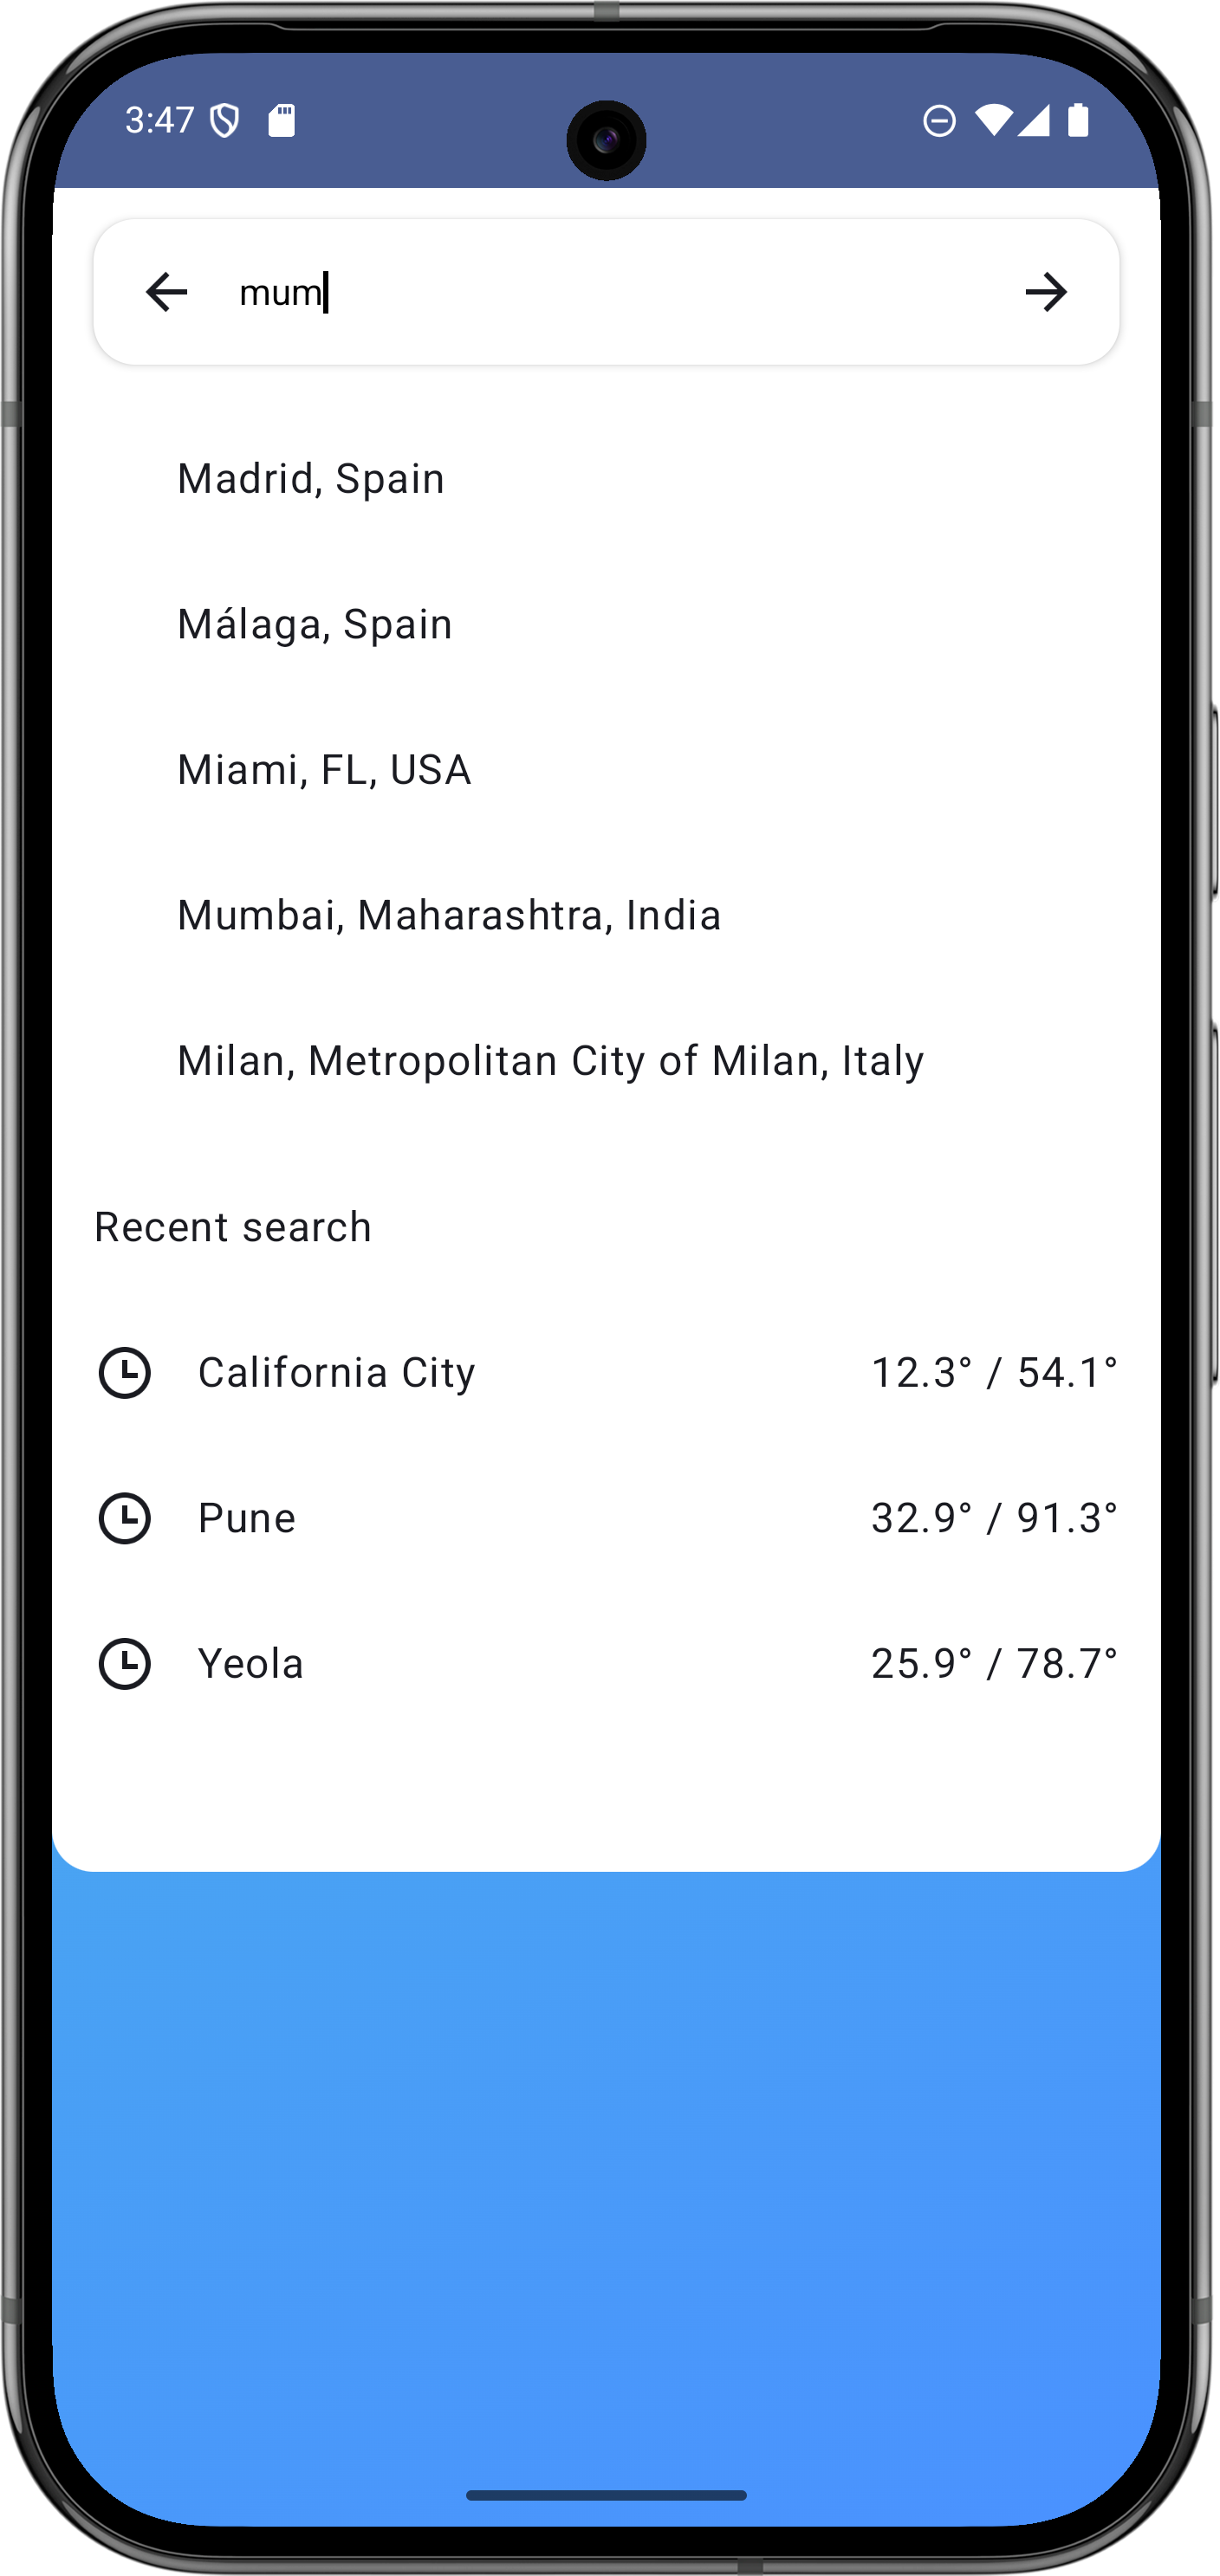 3:47
mum
Madrid, Spain
Málaga, Spain
Miami, FL, USA
Mumbai, Maharashtra, India
Milan, Metropolitan City of Milan, Italy
Recent search
California City 12.3° / 54.1°
Pune 32.9° / 91.3°
Yeola 25.9° / 78.7°